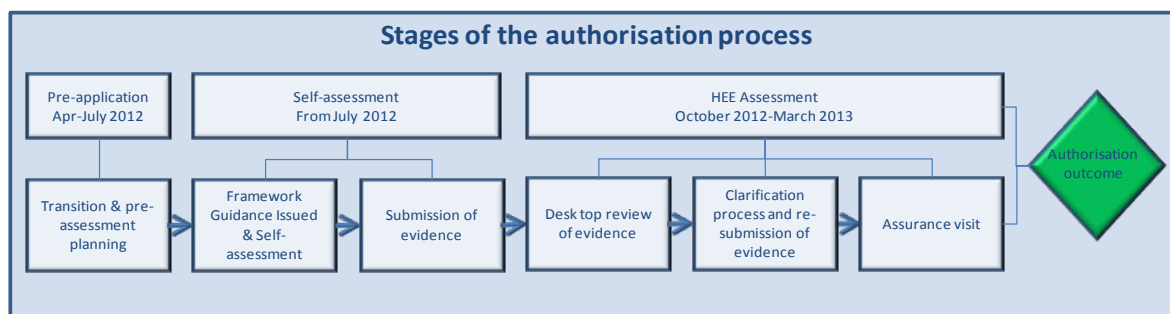 Stages of the authorisation process
Pre-application
Apr-July 2012
Self-assessment
From July 2012
HEE Assessment
October 2012-March 2013
Authorisation
outcome
Transition & pre-
assessment
planning
Framework
Guidance Issued
& Self-
assessment
Submission of
evidence
Desk top review
of evidence
Clarification
process and re-
submission of
evidence
Assurance visit